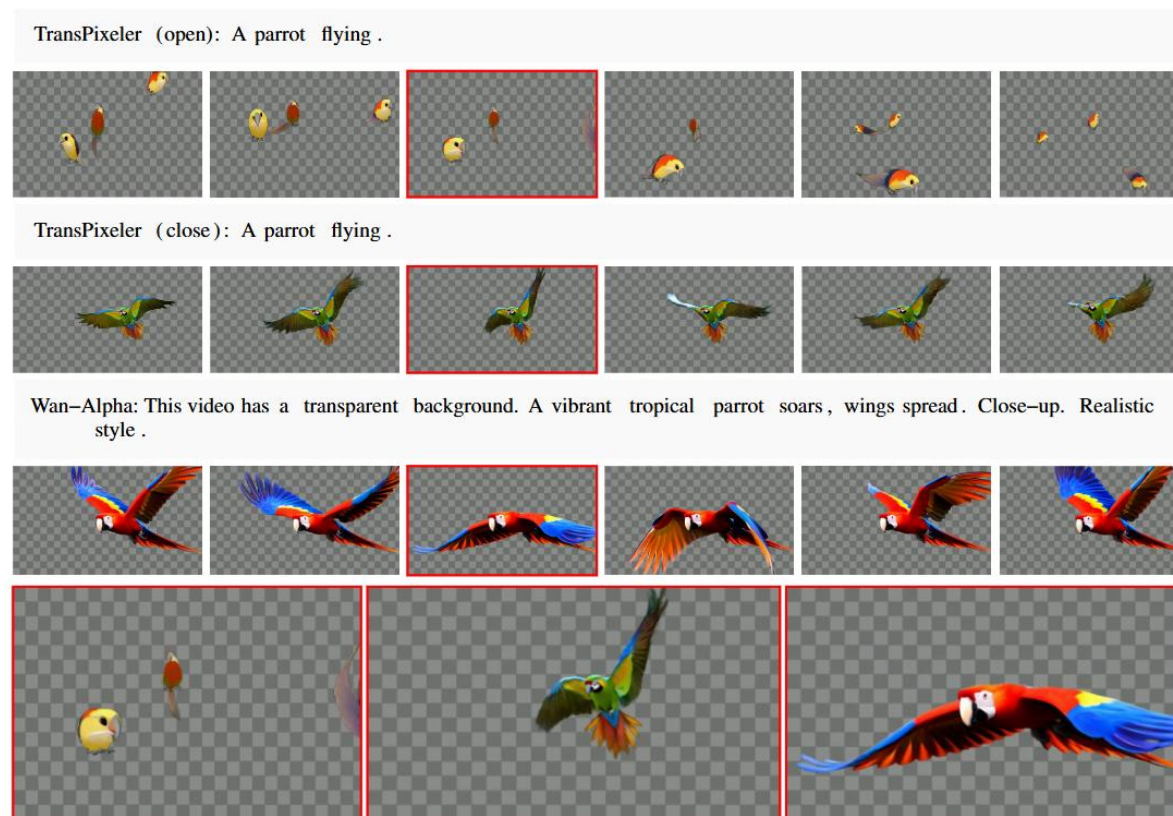 TransPixeler (open): A parrot flying .
TransPixeler (close): A parrot flying .
Wan−Alpha: This video has a transparent background. A vibrant tropical parrot soars, wings spread. Close−up. Realistic
style .